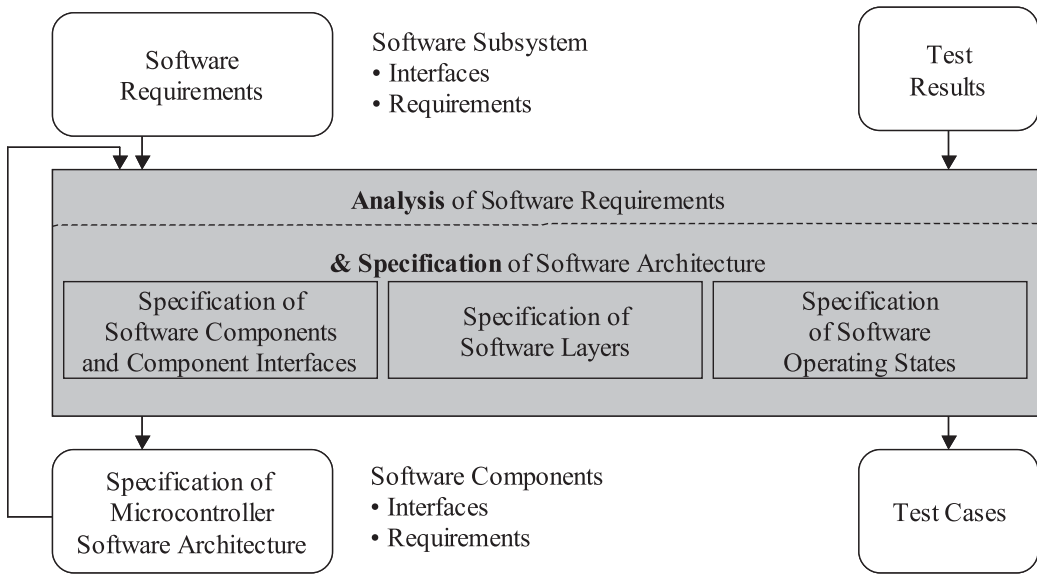 Software
Requirements
Software Subsystem
• Interfaces
• Requirements
Test
Results
Analysis of Software Requirements
& Specification of Software Architecture
Specification of
Software Components
and Component Interfaces
Specification of
Software Layers
Specification
of Software
Operating States
Specification of
Microcontroller
Software Architecture
Software Components
• Interfaces
• Requirements
Test Cases